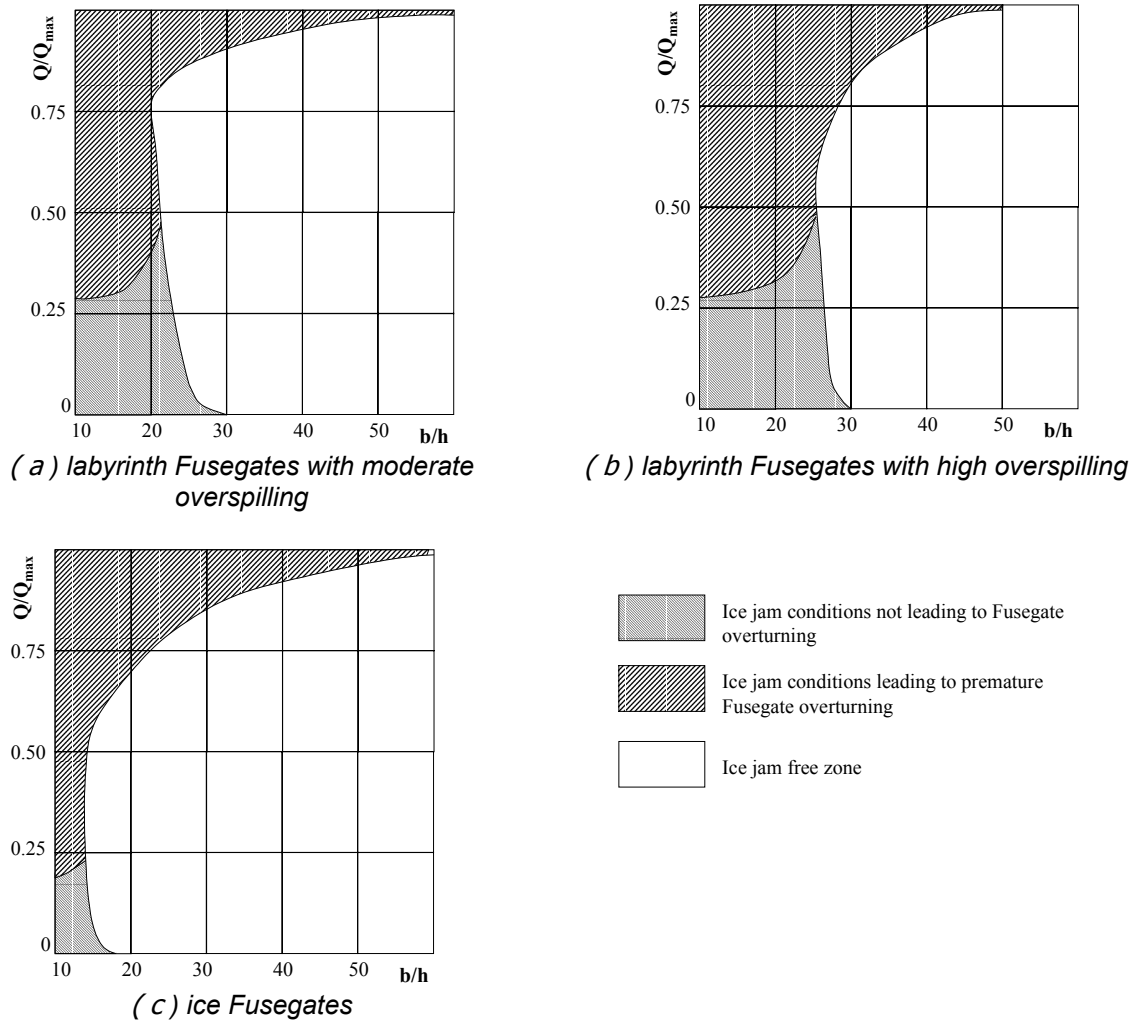 Q/Qmax
0.75
0.50
0.25
0
10 20 30 40 50 b/h
( a ) labyrinth Fusegates with moderate
overspilling
Q/Qmax
0.75
0.50
0.25
0
10 20 30 40 50 b/h
( b ) labyrinth Fusegates with high overspilling
Q/Qmax
0.75
0.50
0.25
0
10 20 30 40 50 b/h
( c ) ice Fusegates
Ice jam conditions not leading to Fusegate
overturning
Ice jam conditions leading to premature
Fusegate overturning
Ice jam free zone